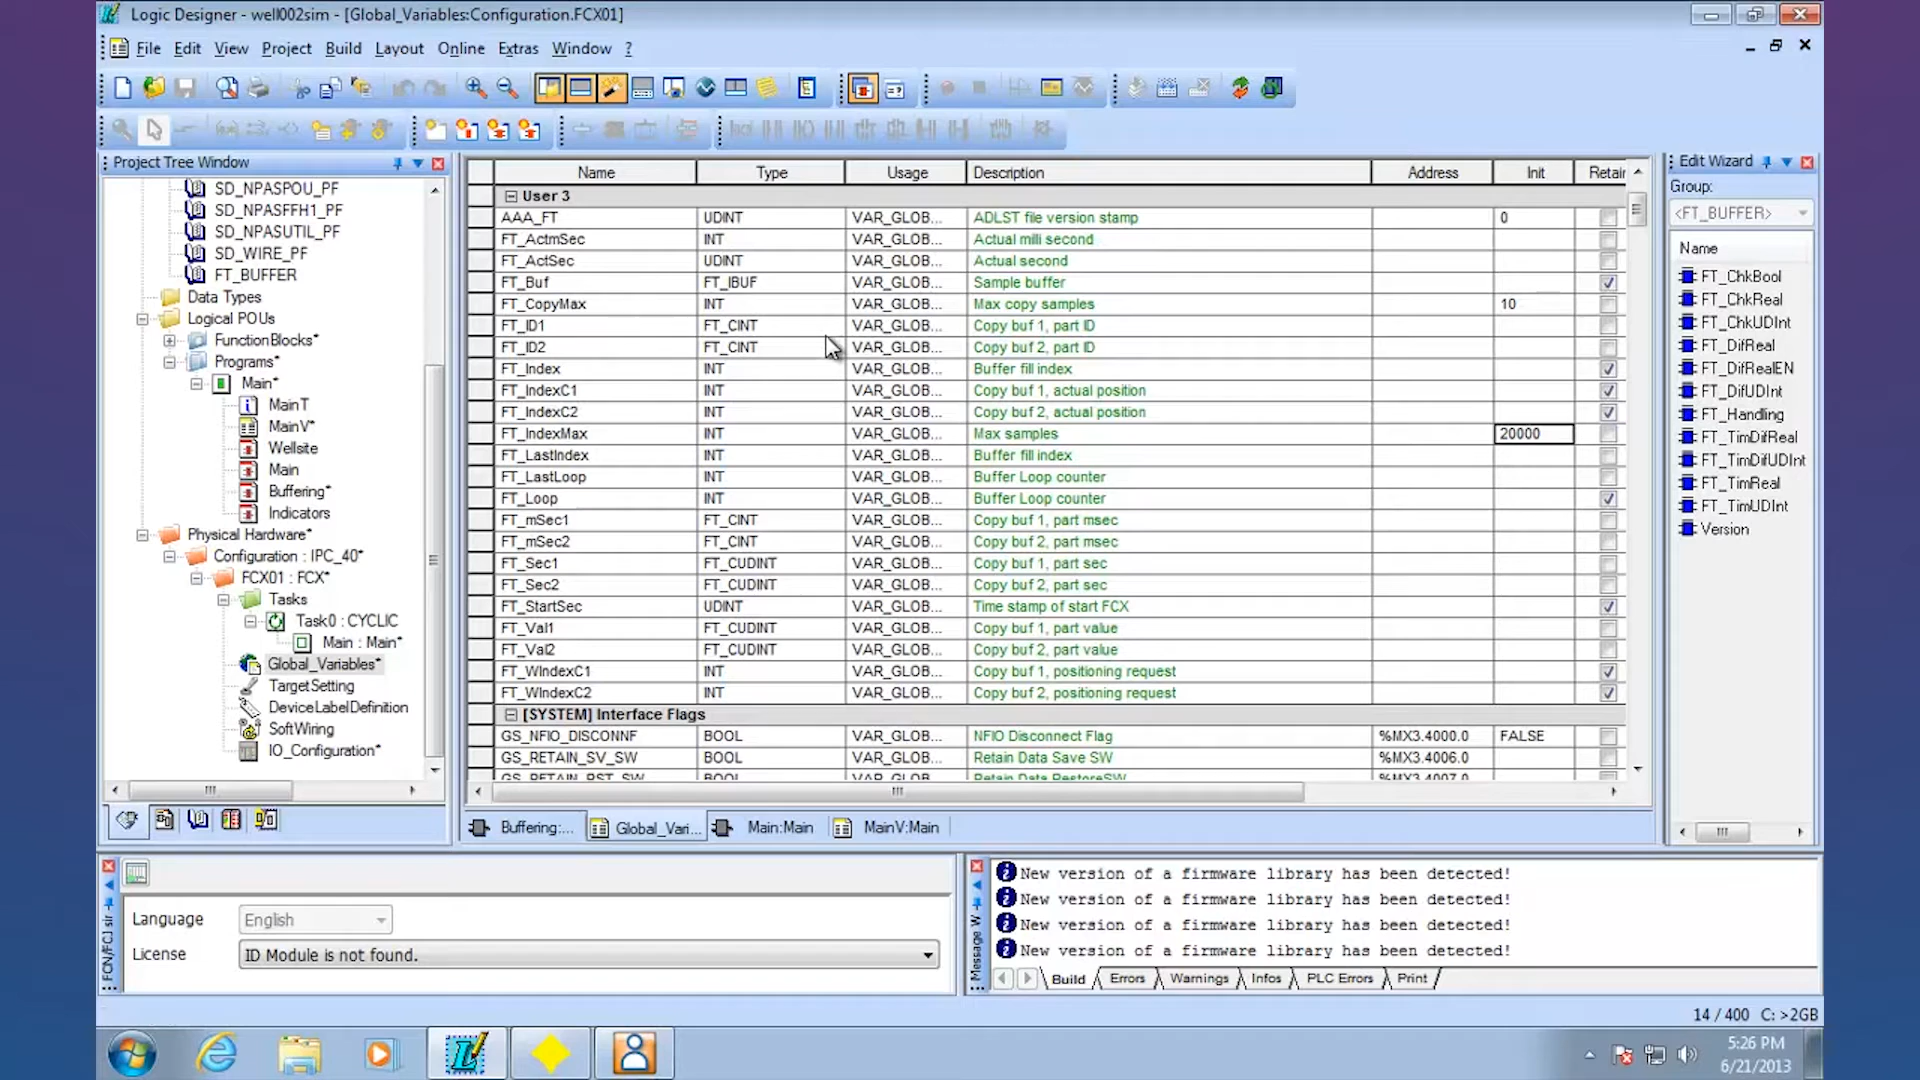 Logic Designer - well002sim - [Global_Variables:Configuration.FCX01]
File Edit View Project Build Layout Online Extras Window ?
Project Tree Window
SD_NPASPOU_PF
SD_NPASFFH1_PF
SD_NPASUTIL_PF
SD_WIRE_PF
FT_BUFFER
Data Types
Logical POUs
FunctionBlocks*
Programs*
Main*
MainT
MainV*
Wellsite
Main
Buffering*
Indicators
Physical Hardware*
Configuration : IPC_40*
FCX01 : FCX*
Tasks
Task0 : CYCLIC
Main : Main*
Global_Variables*
TargetSetting
DeviceLabelDefinition
SoftWiring
IO_Configuration*
Name Type Usage Description Address Init Retain
User 3
AAA_FT UDINT VAR_GLOB... ADLST file version stamp 0
FT_ActmSec INT VAR_GLOB... Actual milli second
FT_ActSec UDINT VAR_GLOB... Actual second
FT_Buf FT_IBUF VAR_GLOB... Sample buffer
FT_CopyMax INT VAR_GLOB... Max copy samples 10
FT_ID1 FT_CINT VAR_GLOB... Copy buf 1, part ID
FT_ID2 FT_CINT VAR_GLOB... Copy buf 2, part ID
FT_Index INT VAR_GLOB... Buffer fill index
FT_IndexC1 INT VAR_GLOB... Copy buf 1, actual position
FT_IndexC2 INT VAR_GLOB... Copy buf 2, actual position
FT_IndexMax INT VAR_GLOB... Max samples 20000
FT_LastIndex INT VAR_GLOB... Buffer fill index
FT_LastLoop INT VAR_GLOB... Buffer Loop counter
FT_Loop INT VAR_GLOB... Buffer Loop counter
FT_mSec1 FT_CINT VAR_GLOB... Copy buf 1, part msec
FT_mSec2 FT_CINT VAR_GLOB... Copy buf 2, part msec
FT_Sec1 FT_CUDINT VAR_GLOB... Copy buf 1, part sec
FT_Sec2 FT_CUDINT VAR_GLOB... Copy buf 2, part sec
FT_StartSec UDINT VAR_GLOB... Time stamp of start FCX
FT_Val1 FT_CUDINT VAR_GLOB... Copy buf 1, part value
FT_Val2 FT_CUDINT VAR_GLOB... Copy buf 2, part value
FT_WIndexC1 INT VAR_GLOB... Copy buf 1, positioning request
FT_WIndexC2 INT VAR_GLOB... Copy buf 2, positioning request
[SYSTEM] Interface Flags
GS_NFIO_DISCONNF BOOL VAR_GLOB... NFIO Disconnect Flag %MX3.4000.0 FALSE
GS_RETAIN_SV_SW BOOL VAR_GLOB... Retain Data Save SW %MX3.4006.0
GS_RETAIN_RST_SW BOOL VAR_GLOB... Retain Data RestoreSW %MX3.4007.0
Buffering:... Global_Vari... Main:Main MainV:Main
Edit Wizard
Group:
<FT_BUFFER>
Name
FT_ChkBool
FT_ChkReal
FT_ChkUDInt
FT_DifReal
FT_DifRealEN
FT_DifUDInt
FT_Handling
FT_TimDifReal
FT_TimDifUDInt
FT_TimReal
FT_TimUDInt
Version
FCN/FCJ sir
Language English
License ID Module is not found.
Message W
New version of a firmware library has been detected!
New version of a firmware library has been detected!
New version of a firmware library has been detected!
New version of a firmware library has been detected!
Build Errors Warnings Infos PLC Errors Print
14 / 400 C: >2GB
5:26 PM
6/21/2013